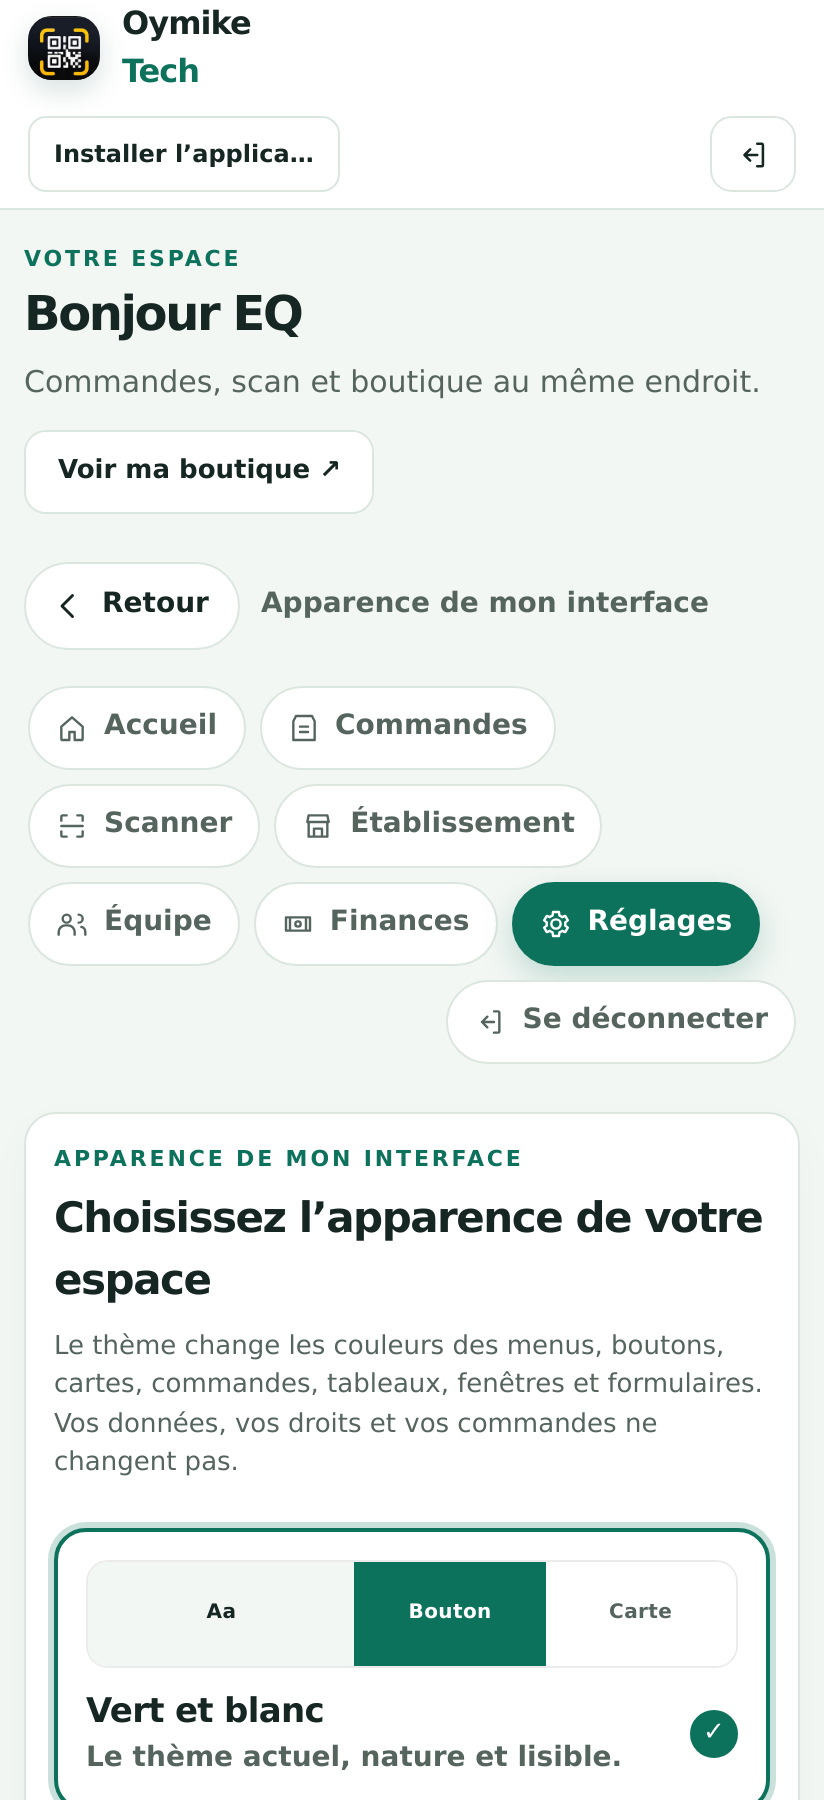 Oymike
Tech
Installer l’applica…
VOTRE ESPACE
Bonjour EQ
Commandes, scan et boutique au même endroit.
Voir ma boutique ↗
Retour
Apparence de mon interface
Accueil
Commandes
Scanner
Établissement
Équipe
Finances
Réglages
Se déconnecter
APPARENCE DE MON INTERFACE
Choisissez l’apparence de votre
espace
Le thème change les couleurs des menus, boutons,
cartes, commandes, tableaux, fenêtres et formulaires.
Vos données, vos droits et vos commandes ne
changent pas.
Aa
Bouton
Carte
Vert et blanc
✓
Le thème actuel, nature et lisible.